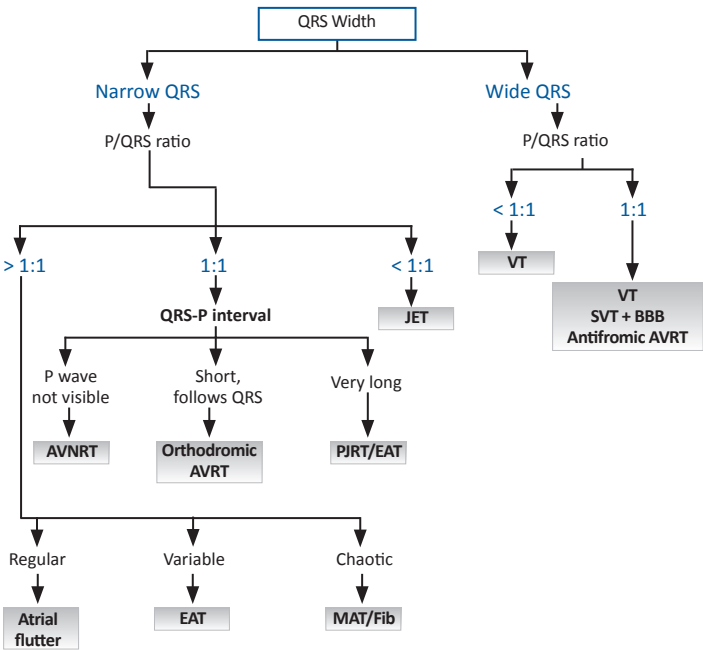 QRS Width
Narrow QRS
Wide QRS
P/QRS ratio
P/QRS ratio
< 1:1
1:1
VT
> 1:1
1:1
< 1:1
VT
SVT + BBB
Antifromic AVRT
QRS-P interval
JET
P wave
not visible
Short,
follows QRS
Very long
AVNRT
Orthodromic
AVRT
PJRT/EAT
Regular
Variable
Chaotic
Atrial
flutter
EAT
MAT/Fib